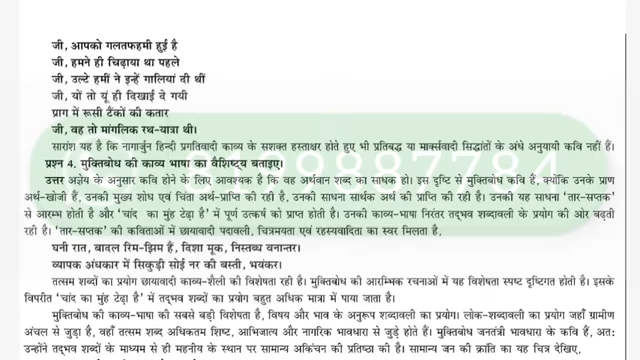 जी, आपको गलतफहमी हुई है
जी, हमने ही चिढ़ाया था पहले
जी, उल्टे हमीं ने इन्हें गालियां दी थीं
जी, यों तो यूं ही दिखाई दे गयी
प्राग में रूसी टैंकों की कतार
जी, वह तो मांगलिक रथ-यात्रा थी।
सारांश यह है कि नागार्जुन हिन्दी प्रगतिवादी काव्य के सशक्त हस्ताक्षर होते हुए भी प्रतिबद्ध या मार्क्सवादी सिद्धांतों के अंधे अनुयायी कवि नहीं हैं।
प्रश्न 4. मुक्तिबोध की काव्य भाषा का वैशिष्ट्य बताइए।
उत्तर अज्ञेय के अनुसार कवि होने के लिए आवश्यक है कि वह अर्थवान शब्द का साधक हो। इस दृष्टि से मुक्तिबोध कवि हैं, क्योंकि उनके प्राण
अर्थ-खोजी हैं, उनकी मुख्य शोध एवं चिंता अर्थ-प्राप्ति की रही है, उनकी साधना सार्थक अर्थ की प्राप्ति की रही है। उनकी यह साधना 'तार-सप्तक'
से आरम्भ होती है और 'चांद का मुंह टेढ़ा है' में पूर्ण उत्कर्ष को प्राप्त होती है। उनकी काव्य-भाषा निरंतर तद्भव शब्दावली के प्रयोग की ओर बढ़ती
रही है। 'तार-सप्तक' की कविताओं में छायावादी पदावली, चित्रमयता एवं रहस्यवादिता का स्वर मिलता है,
घनी रात, बादल रिम-झिम हैं, दिशा मूक, निस्तब्ध वनान्तर।
व्यापक अंधकार में सिकुड़ी सोई नर की बस्ती, भयंकर।
तत्सम शब्दों का प्रयोग छायावादी काव्य-शैली की विशेषता रही है। मुक्तिबोध की आरम्भिक रचनाओं में यह विशेषता स्पष्ट दृष्टिगत होती है। इसके
विपरीत 'चांद का मुंह टेढ़ा है' में तद्भव शब्दों का प्रयोग बहुत अधिक मात्रा में पाया जाता है।
मुक्तिबोध की काव्य-भाषा की सबसे बड़ी विशेषता है, विषय और भाव के अनुरूप शब्दावली का प्रयोग। लोक-शब्दावली का प्रयोग जहाँ ग्रामीण
अंचल से जुड़ा है, वहाँ तत्सम शब्द अधिकतम शिष्ट, आभिजात्य और नागरिक भावधारा से जुड़े होते हैं। मुक्तिबोध जनतंत्री भावधारा के कवि हैं, अत:
उन्होंने तद्भव शब्दों के माध्यम से ही महनीय के स्थान पर सामान्य अकिंचन की प्रतिष्ठा की है। सामान्य जन की क्रांति का यह चित्र देखिए,